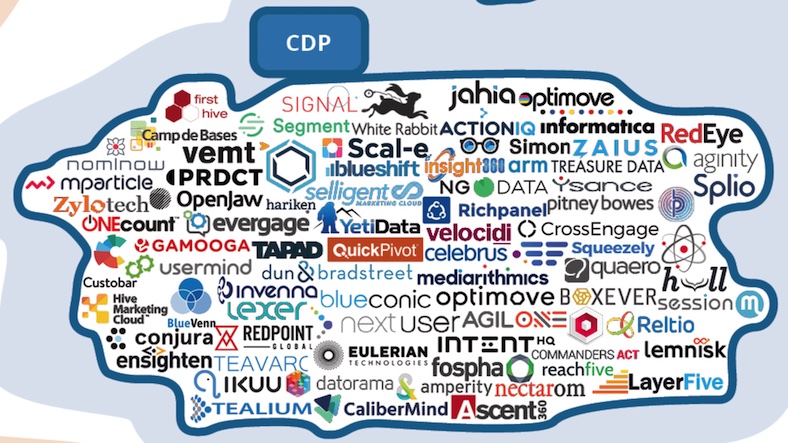 CDP
first
hive
SIGNAL
jahia
optimove
Camp de Bases
Segment
White Rabbit
ACTIONIQ
informatica
RedEye
nominow
vemt
Scal-e
Simon
ZAIUS
aginity
mparticle
PRDCT
blueshift
insight360
arm TREASURE DATA
Splio
Zylotech
OpenJaw
hariken
selligent
MARKETING CLOUD
NG DATA
Ysance
pitney bowes
ONEcount
evergage
YetiData
Richpanel
velocidi
CrossEngage
GAMOOGA
TAPAD
QuickPivot
celebrus
Squeezely
Custobar
usermind
dun & bradstreet
mediarithmics
quaero
hull
Hive
Marketing
Cloud
BlueVenn
invenna
lexer
blueconic
optimove
BOXEVER
session m
conjura
REDPOINT
GLOBAL
nextuser
AGILONE
Reltio
ensighten
TEAVARO
EULERIAN
TECHNOLOGIES
INTENT HQ
COMMANDERS ACT
lemnisk
IKUU
datorama
amperity
fospha
reachfive
nectarom
LayerFive
TEALIUM
CaliberMind
Ascent360